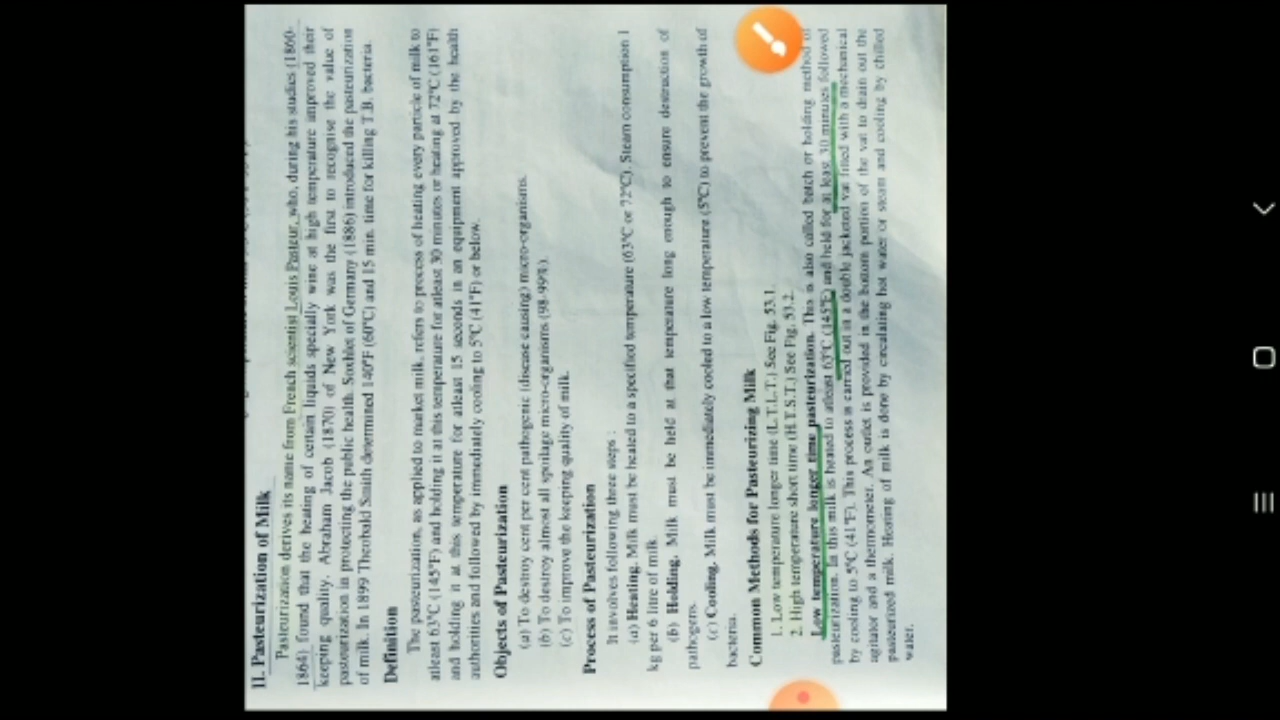 II. Pasteurization of Milk
Pasteurization derives its name from French scientist Louis Pasteur, who, during his studies (1860-
1864) found that the heating of certain liquids specially wine at high temperature improved their
keeping quality. Abraham Jacob (1870) of New York was the first to recognise the value of
pasteurization in protecting the public health. Soxhlet of Germany (1886) introduced the pasteurization
of milk. In 1899 Theobald Smith determined 140°F (60°C) and 15 min. time for killing T.B. bacteria.
Definition
The pasteurization, as applied to market milk, refers to process of heating every particle of milk to
atleast 63°C (145°F) and holding it at this temperature for atleast 30 minutes or heating at 72°C (161°F)
and holding it at this temperature for atleast 15 seconds in an equipment approved by the health
authorities and followed by immediately cooling to 5°C (41°F) or below.
Objects of Pasteurization
(a) To destroy cent per cent pathogenic (disease causing) micro-organisms.
(b) To destroy almost all spoilage micro-organisms (98-99%).
(c) To improve the keeping quality of milk.
Process of Pasteurization
It involves following three steps :
(a) Heating. Milk must be healed to a specified temperature (63°C or 72°C). Steam consumption 1
kg per 6 litre of milk.
(b) Holding. Milk must be held at that temperature long enough to ensure destruction of
pathogens.
(c) Cooling. Milk must be immediately cooled to a low temperature (5°C) to prevent the growth of
bacteria.
Common Methods for Pasteurizing Milk
1. Low temperature longer time (L.T.L.T.) See Fig. 53.1.
2. High temperature short time (H.T.S.T.) See Fig. 53.2.
Low temperature longer time pasteurization. This is also called batch or holding method of
pasteurization. In this milk is heated to atleast 63°C (145°F) and held for at least 30 minutes followed
by cooling to 5°C (41°F). This process is carried out in a double jacketed vat fitted with a mechanical
agitator and a thermometer. An outlet is provided in the bottom portion of the vat to drain out the
pasteurized milk. Heating of milk is done by circulating hot water or steam and cooling by chilled
water.